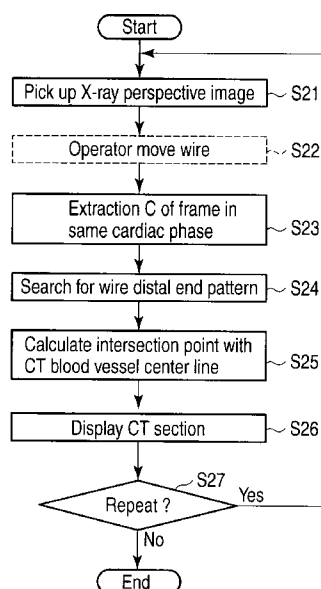 Start
Pick up X-ray perspective image
S21
Operator move wire
S22
Extraction C of frame in
same cardiac phase
S23
Search for wire distal end pattern
S24
Calculate intersection point with
CT blood vessel center line
S25
Display CT section
S26
S27
Repeat ?
Yes
No
End